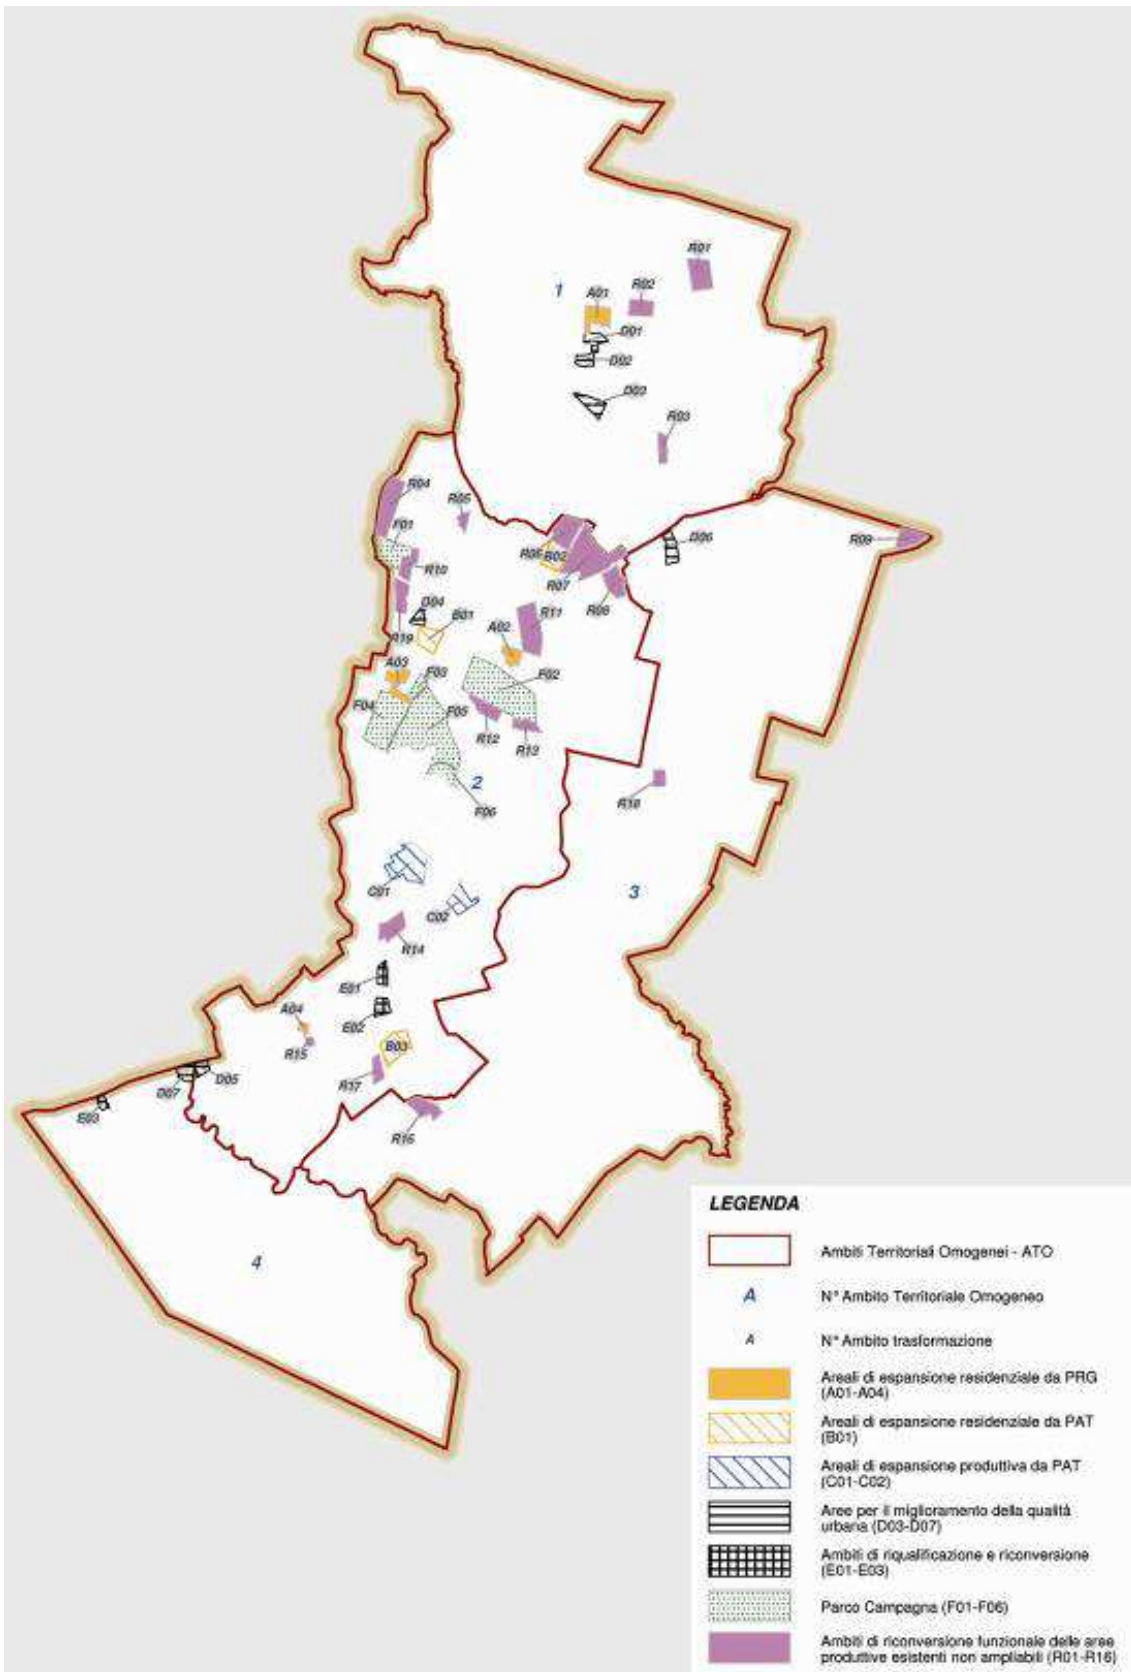 R01
R02
1
A01
D01
D02
D03
R03
R04
R05
F01
D06
R09
R06
B02
R10
R07
R08
D04
B01
R11
A02
R19
A03
F03
F02
F04
F05
R12
R13
2
R18
F06
C01
3
C02
R14
E01
A04
E02
R15
B03
D05
R17
D07
E03
R16
4
LEGENDA
Ambiti Territoriali Omogenei - ATO
A N° Ambito Territoriale Omogeneo
A N° Ambito trasformazione
Areali di espansione residenziale da PRG
(A01-A04)
Areali di espansione residenziale da PAT
(B01)
Areali di espansione produttiva da PAT
(C01-C02)
Aree per il miglioramento della qualità
urbana (D03-D07)
Ambiti di riqualificazione e riconversione
(E01-E03)
Parco Campagna (F01-F06)
Ambiti di riconversione funzionale delle aree
produttive esistenti non ampliabili (R01-R16)